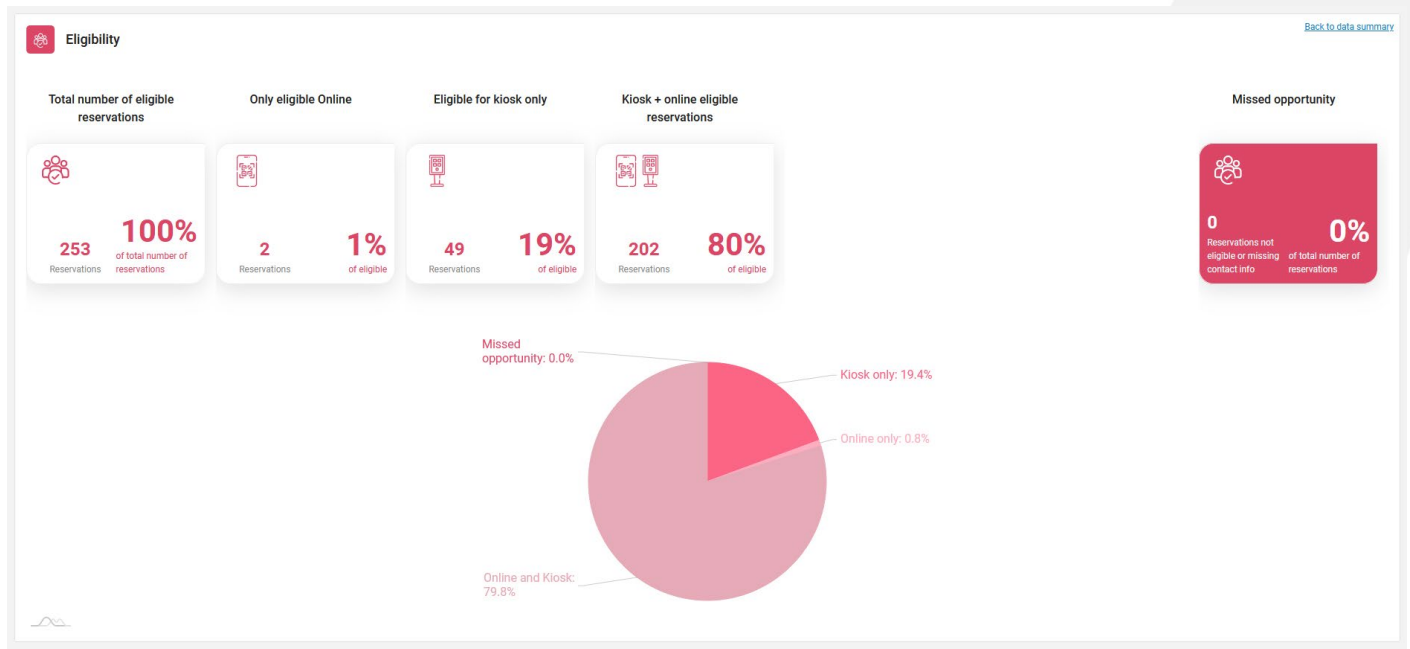 Eligibility
Back to data summary
Total number of eligible
reservations
Only eligible Online
Eligible for kiosk only
Kiosk + online eligible
reservations
Missed opportunity
253
Reservations
100%
of total number of
reservations
2
Reservations
1%
of eligible
49
Reservations
19%
of eligible
202
Reservations
80%
of eligible
0
Reservations not
eligible or missing
contact info
0%
of total number of
reservations
Missed
opportunity: 0.0%
Kiosk only: 19.4%
Online only: 0.8%
Online and Kiosk:
79.8%